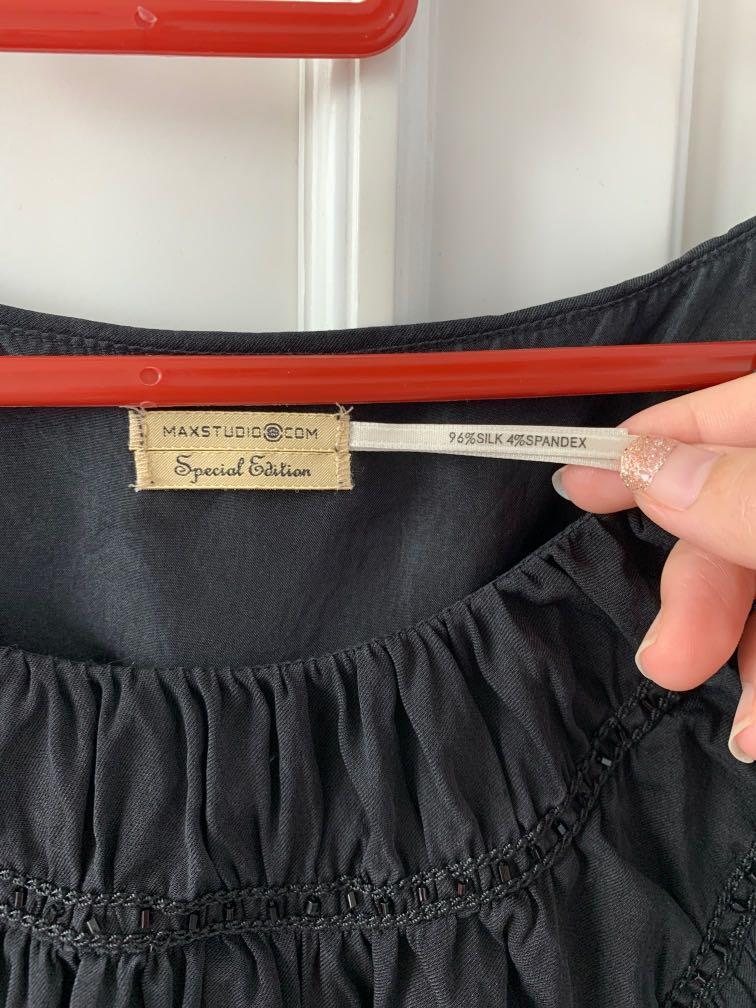 MAXSTUDIO COM
Special Edition
96%SILK 4%SPANDEX